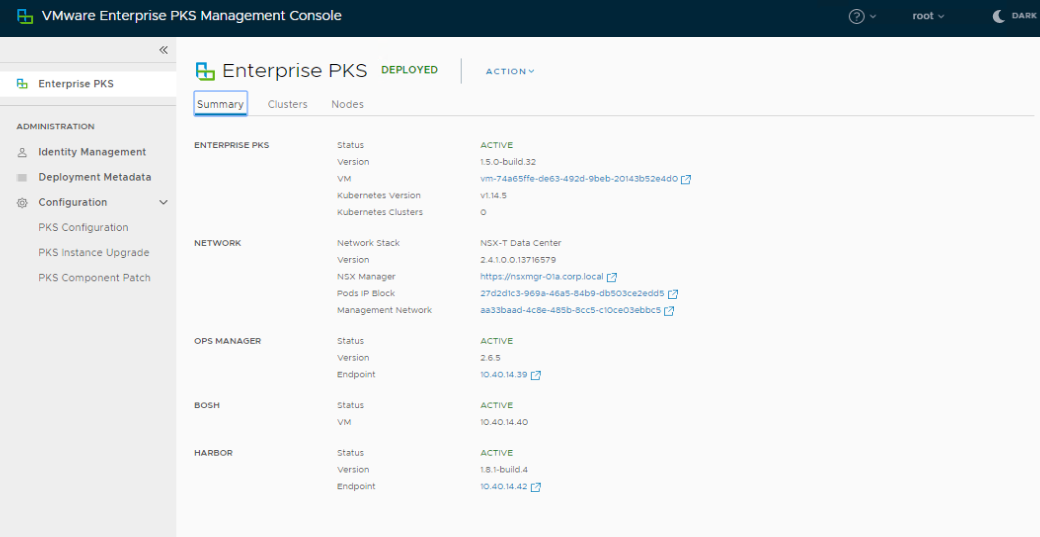 VMware Enterprise PKS Management Console
root
DARK
Enterprise PKS
ADMINISTRATION
Identity Management
Deployment Metadata
Configuration
PKS Configuration
PKS Instance Upgrade
PKS Component Patch
Enterprise PKS DEPLOYED ACTION
Summary Clusters Nodes
ENTERPRISE PKS Status ACTIVE
Version 1.5.0-build.32
VM vm-74a65ffe-de63-492d-9beb-20143b52e4d0
Kubernetes Version v1.14.5
Kubernetes Clusters 0
NETWORK Network Stack NSX-T Data Center
Version 2.4.1.0.0.13716579
NSX Manager https://nsxmgr-01a.corp.local
Pods IP Block 27d2d1c3-969a-46a5-84b9-db503ce2edd5
Management Network aa33baad-4c8e-485b-8cc5-c10ce03ebbc5
OPS MANAGER Status ACTIVE
Version 2.6.5
Endpoint 10.40.14.39
BOSH Status ACTIVE
VM 10.40.14.40
HARBOR Status ACTIVE
Version 1.8.1-build.4
Endpoint 10.40.14.42